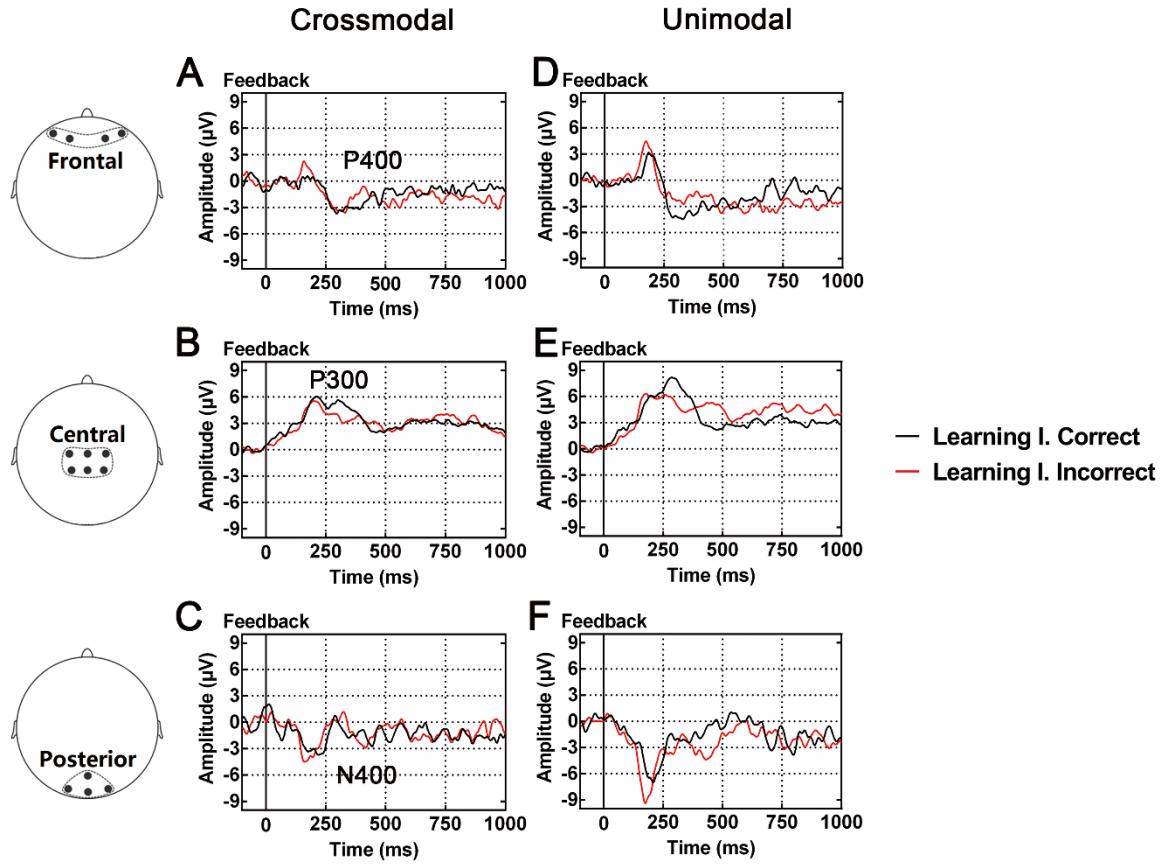 Crossmodal
Unimodal
A
Feedback
Amplitude (µV)
9
6
3
0
-3
-6
-9
P400
0 250 500 750 1000
Time (ms)
D
Feedback
Amplitude (µV)
9
6
3
0
-3
-6
-9
0 250 500 750 1000
Time (ms)
Frontal
B
Feedback
Amplitude (µV)
9
6
3
0
-3
-6
-9
P300
0 250 500 750 1000
Time (ms)
E
Feedback
Amplitude (µV)
9
6
3
0
-3
-6
-9
0 250 500 750 1000
Time (ms)
Central
Learning I. Correct
Learning I. Incorrect
C
Feedback
Amplitude (µV)
9
6
3
0
-3
-6
-9
N400
0 250 500 750 1000
Time (ms)
F
Feedback
Amplitude (µV)
9
6
3
0
-3
-6
-9
0 250 500 750 1000
Time (ms)
Posterior